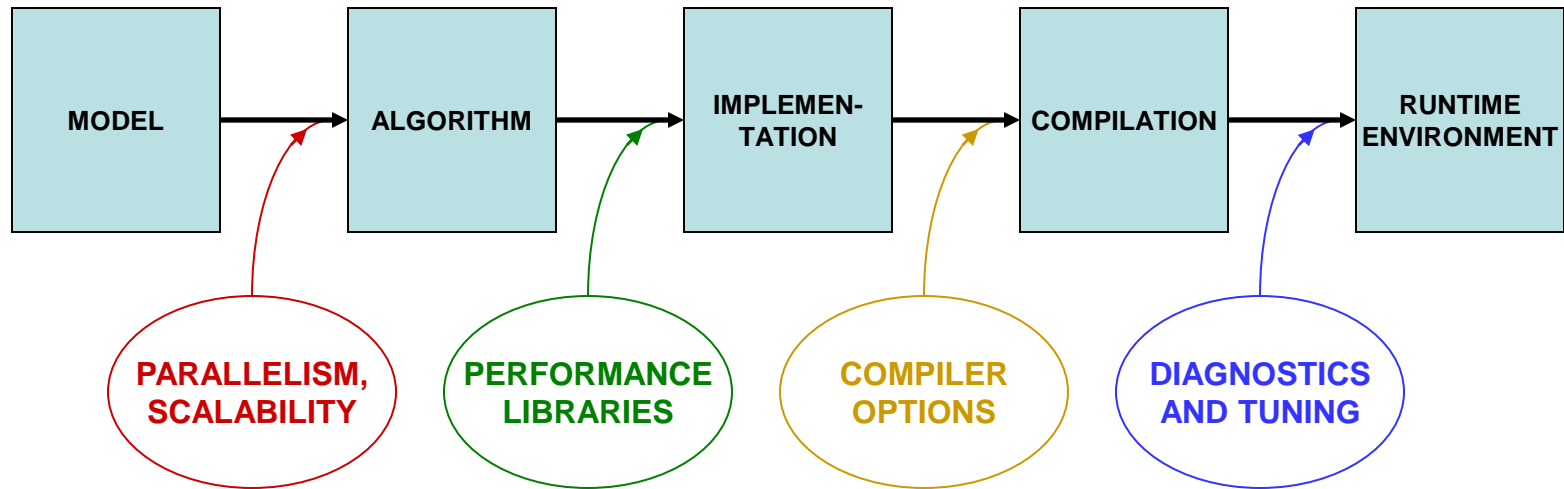 MODEL
ALGORITHM
IMPLEMEN-
TATION
COMPILATION
RUNTIME
ENVIRONMENT
PARALLELISM,
SCALABILITY
PERFORMANCE
LIBRARIES
COMPILER
OPTIONS
DIAGNOSTICS
AND TUNING